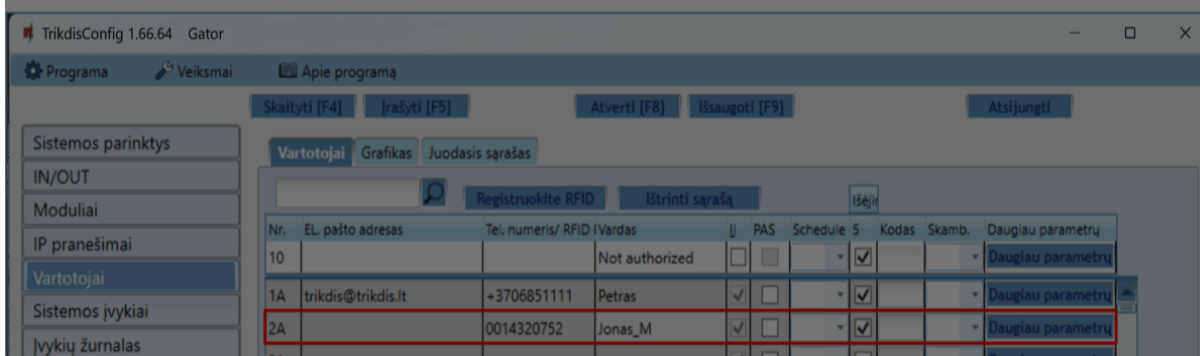 TrikdisConfig 1.66.64 Gator
Programa Veiksmai Apie programą
Skaityti [F4] Įrašyti [F5] Atverti [F8] Išsaugoti [F9] Atsijungti
Sistemos parinktys
Vartotojai Grafikas Juodasis sąrašas
IN/OUT
Registruokite RFID Ištrinti sąrašą Išėji
Moduliai
Nr. EL. pašto adresas Tel. numeris/ RFID Vardas Įj PAS Schedule 5 Kodas Skamb. Daugiau parametrų
IP pranešimai
10 Not authorized Daugiau parametrų
Vartotojai
1A trikdis@trikdis.lt +3706851111 Petras Daugiau parametrų
Sistemos įvykiai
2A 0014320752 Jonas_M Daugiau parametrų
Įvykių žurnalas